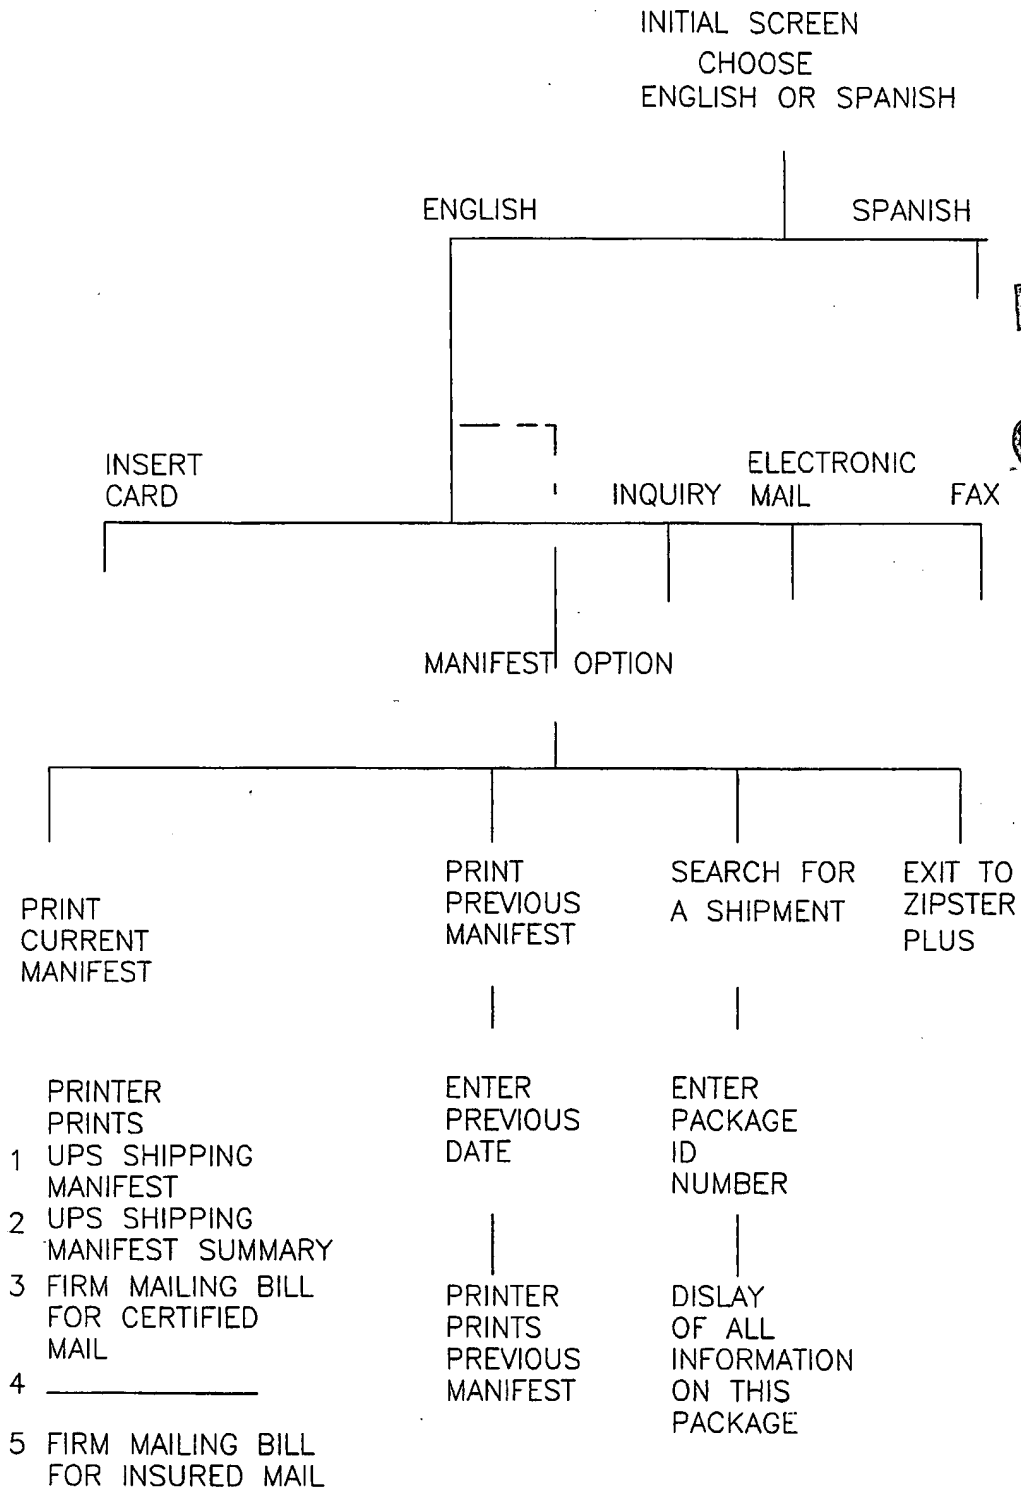 INITIAL SCREEN
CHOOSE
ENGLISH OR SPANISH
ENGLISH
SPANISH
INSERT
CARD
INQUIRY
ELECTRONIC
MAIL
FAX
MANIFEST OPTION
PRINT
CURRENT
MANIFEST
PRINTER
PRINTS
1 UPS SHIPPING
MANIFEST
2 UPS SHIPPING
MANIFEST SUMMARY
3 FIRM MAILING BILL
FOR CERTIFIED
MAIL
4
5 FIRM MAILING BILL
FOR INSURED MAIL
PRINT
PREVIOUS
MANIFEST
ENTER
PREVIOUS
DATE
PRINTER
PRINTS
PREVIOUS
MANIFEST
SEARCH FOR
A SHIPMENT
ENTER
PACKAGE
ID
NUMBER
DISLAY
OF ALL
INFORMATION
ON THIS
PACKAGE
EXIT TO
ZIPSTER
PLUS